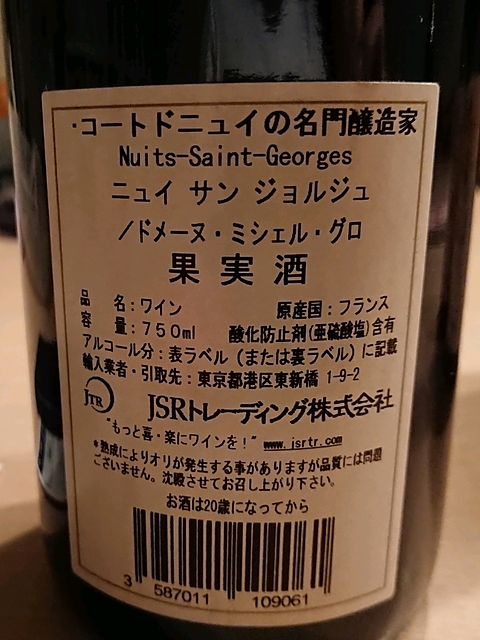 ・コートドニュイの名門醸造家
Nuits-Saint-Georges
ニュイ サン ジョルジュ
/ドメーヌ・ミシェル・グロ
果実酒
品 名:ワイン 原産国:フランス
容 量:750ml 酸化防止剤(亜硫酸塩)含有
アルコール分:表ラベル(または裏ラベル)に記載
輸入業者・引取先:東京都港区東新橋 1-9-2
JTR JSRトレーディング株式会社
"もっと喜・楽にワインを!" www.jsrtr.com
*熟成によりオリが発生する事がありますが品質には問題
ございません。沈殿させてお召し上がり下さい。
お酒は20歳になってから
3 587011 109061